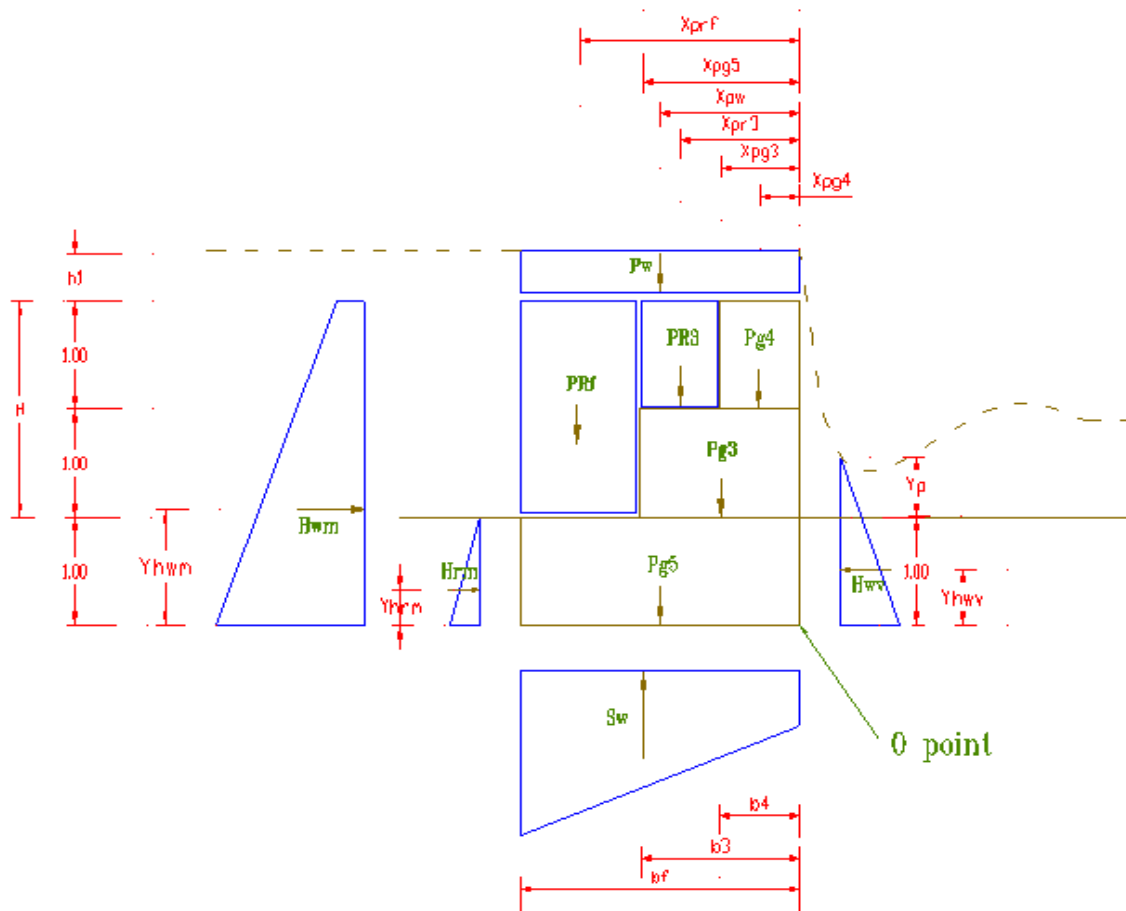 Xprf
Xpg5
Xpw
Xpr3
Xpg3
Xpg4
h1
Pw
1.00
PR3
Pg4
PRf
H
1.00
Pg3
Yp
Hwm
Yhwm
1.00
Hrm
Yhrm
Pg5
Hwv
1.00
Yhwv
Sw
O point
b4
b3
bf